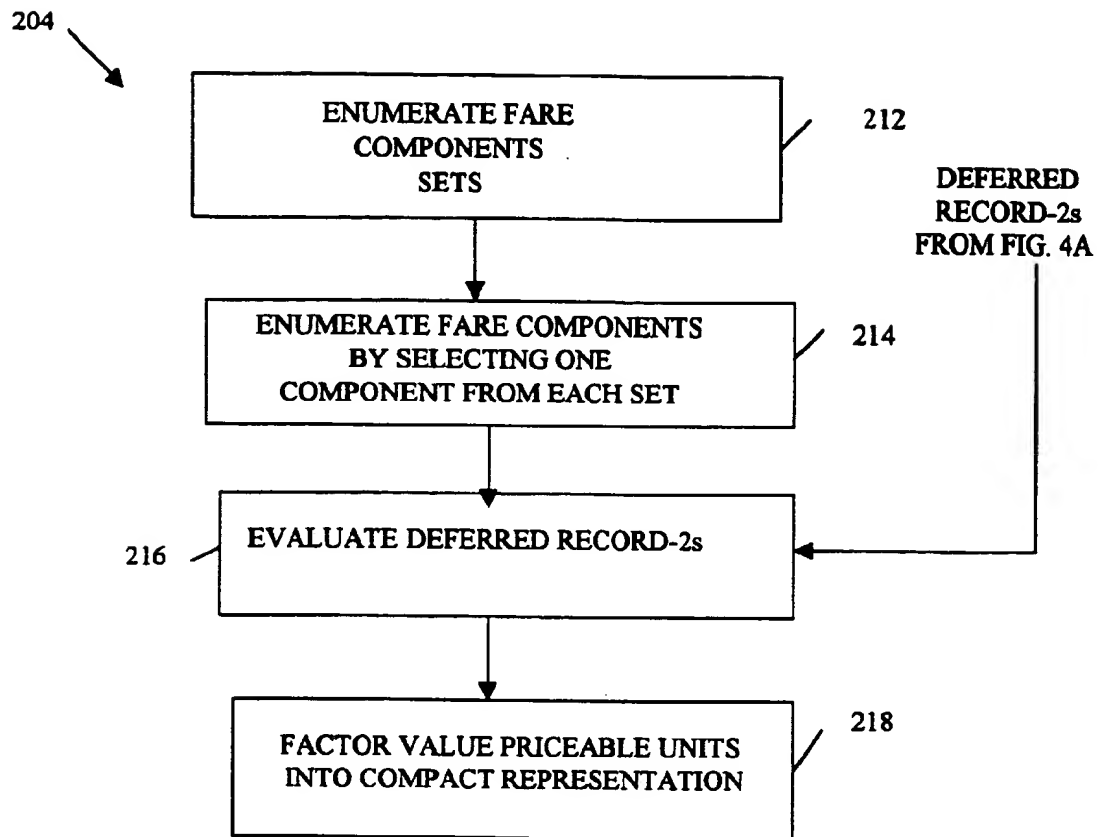 204
ENUMERATE FARE
COMPONENTS
SETS
212
DEFERRED
RECORD-2s
FROM FIG. 4A
ENUMERATE FARE COMPONENTS
BY SELECTING ONE
COMPONENT FROM EACH SET
214
216
EVALUATE DEFERRED RECORD-2s
FACTOR VALUE PRICEABLE UNITS
INTO COMPACT REPRESENTATION
218